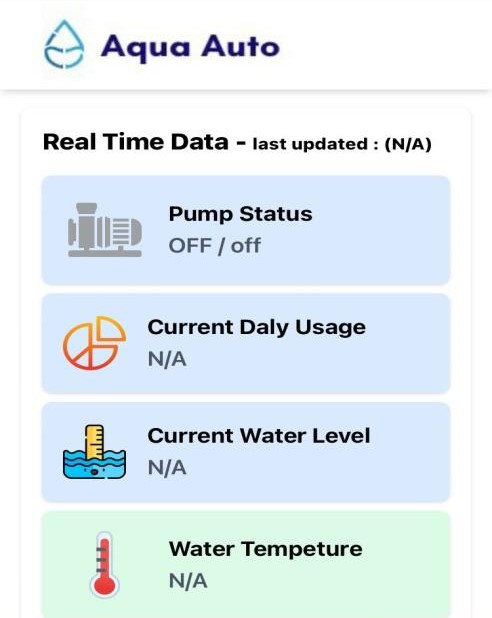 Aqua Auto
Real Time Data - last updated : (N/A)
Pump Status
OFF / off
Current Daly Usage
N/A
Current Water Level
N/A
Water Tempeture
N/A